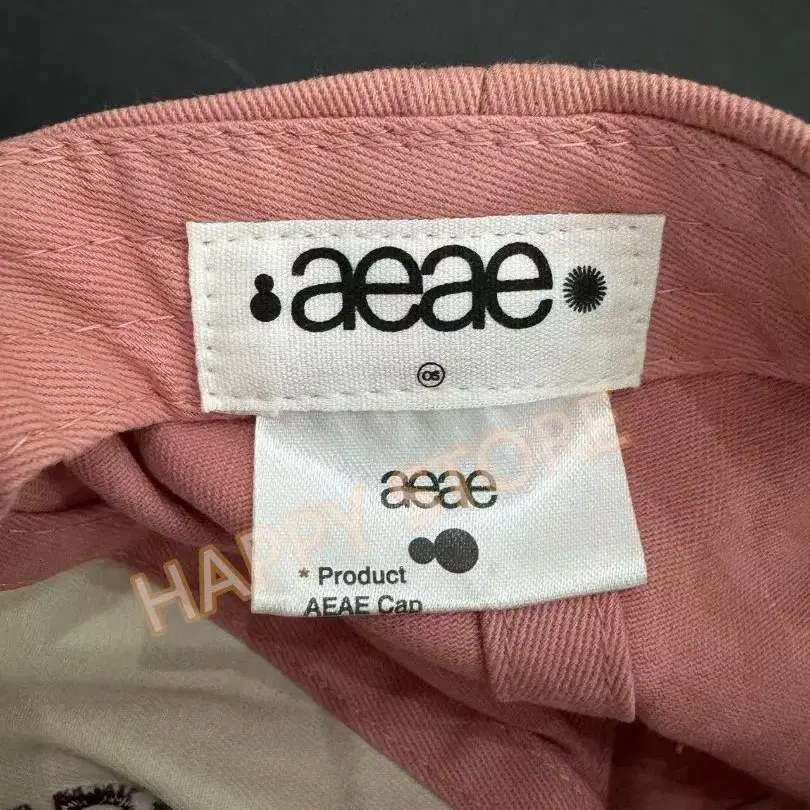 aeae
os
aeae
* Product
AEAE Cap
HAPPY STORE